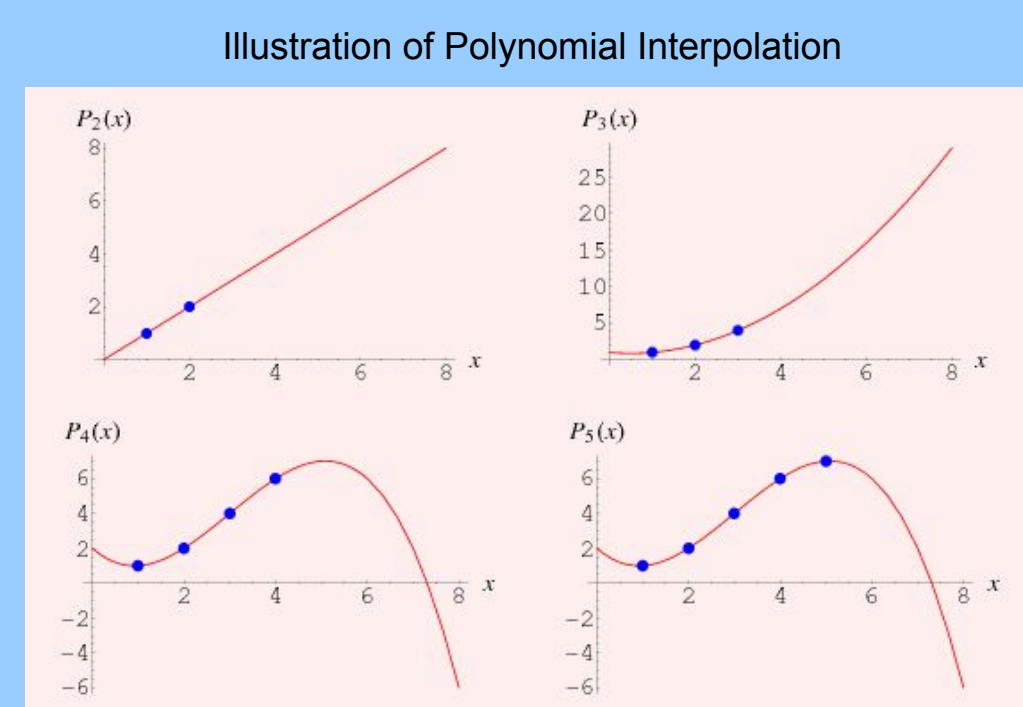 Illustration of Polynomial Interpolation
P₂(x)
8
6
4
2
2 4 6 8 x
P₃(x)
25
20
15
10
5
2 4 6 8 x
P₄(x)
6
4
2
2 4 6 8 x
−2
−4
−6
P₅(x)
6
4
2
2 4 6 8 x
−2
−4
−6